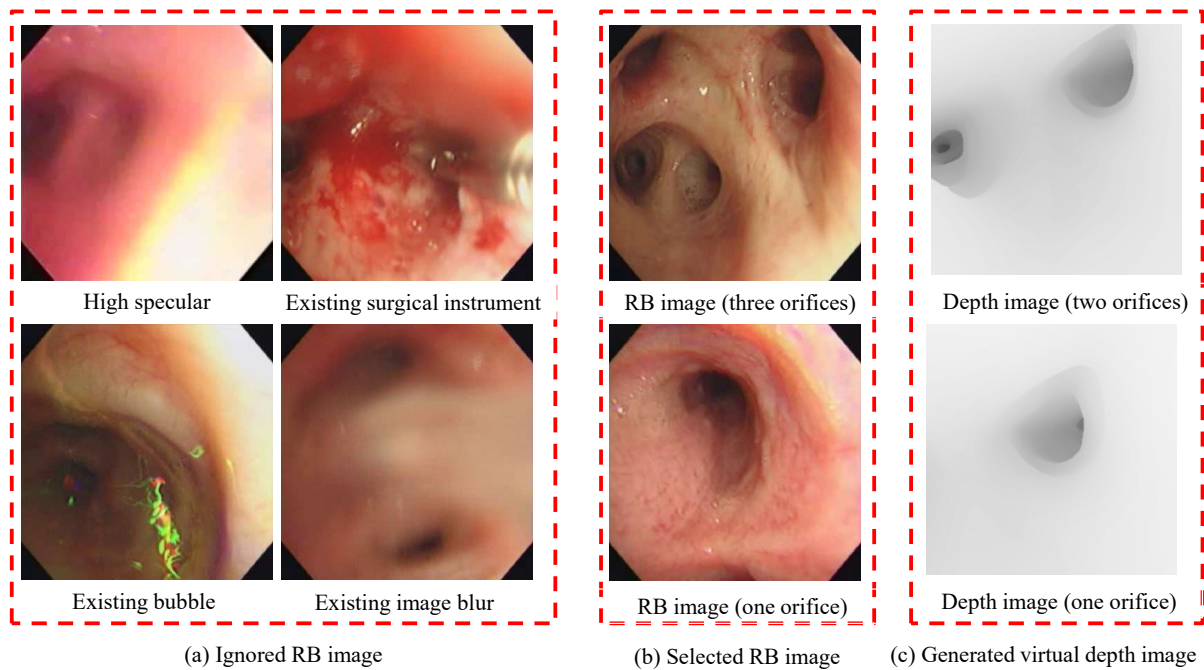 High specular
Existing surgical instrument
RB image (three orifices)
Depth image (two orifices)
Existing bubble
Existing image blur
RB image (one orifice)
Depth image (one orifice)
(a) Ignored RB image
(b) Selected RB image
(c) Generated virtual depth image